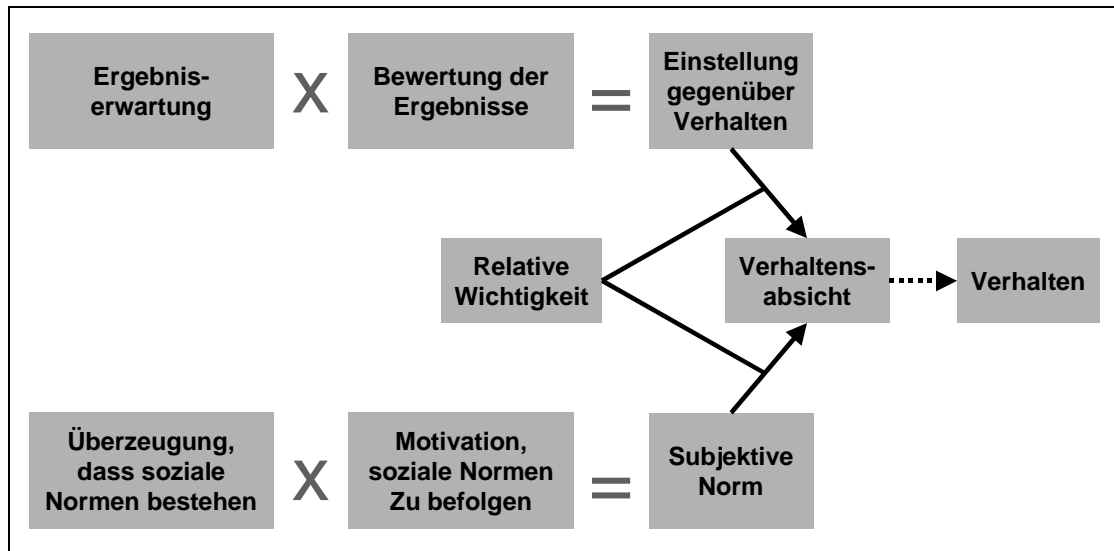 Ergebnis-
erwartung
X
Bewertung der
Ergebnisse
=
Einstellung
gegenüber
Verhalten
Relative
Wichtigkeit
Verhaltens-
absicht
Verhalten
Überzeugung,
dass soziale
Normen bestehen
X
Motivation,
soziale Normen
Zu befolgen
=
Subjektive
Norm